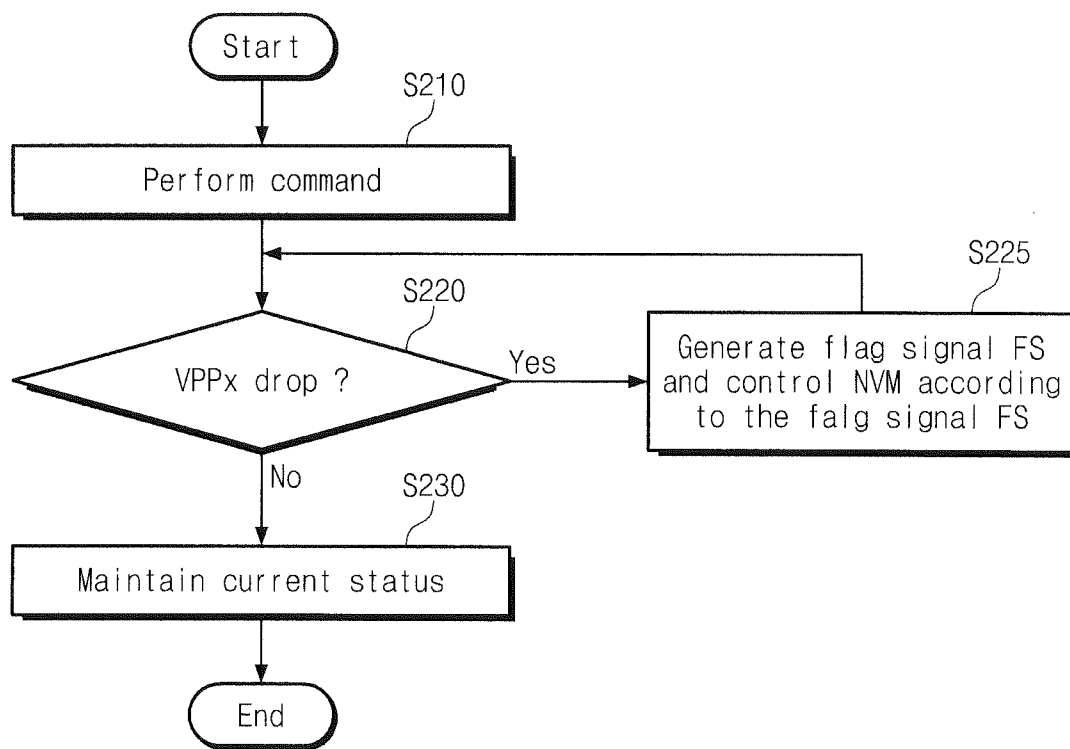 Start
S210
Perform command
S220
VPPx drop ?
Yes
S225
Generate flag signal FS
and control NVM according
to the falg signal FS
No
S230
Maintain current status
End